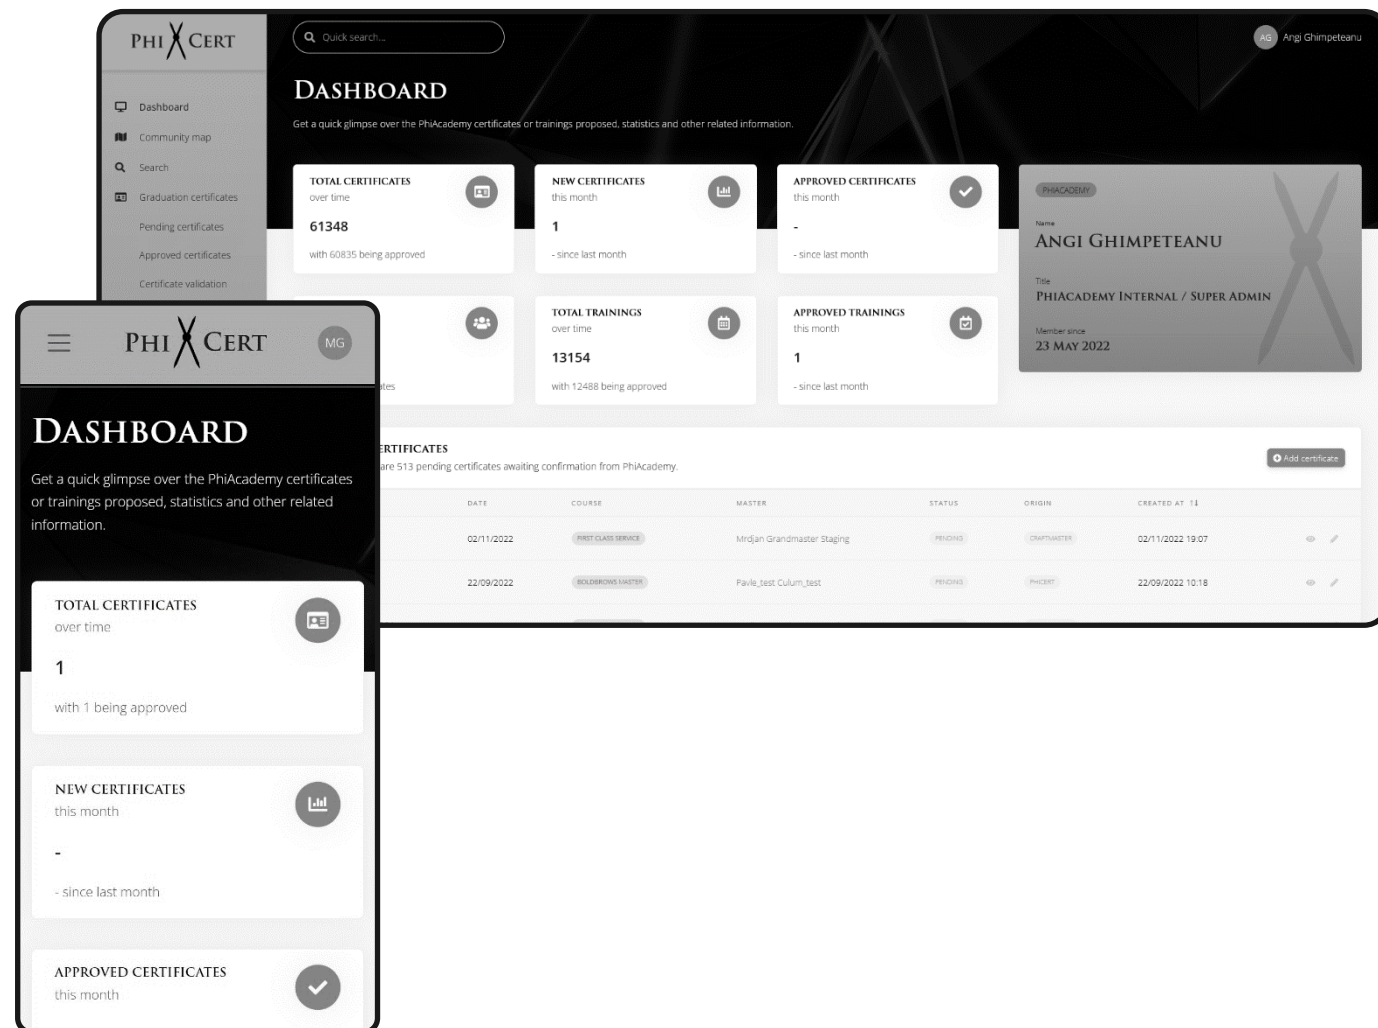 PHI CERT
Quick search...
AG Angi Ghimpeteanu
DASHBOARD
Get a quick glimpse over the PhiAcademy certificates or trainings proposed, statistics and other related information.
Dashboard
Community map
Search
Graduation certificates
Pending certificates
Approved certificates
Certificate validation
TOTAL CERTIFICATES
over time
61348
with 60835 being approved
NEW CERTIFICATES
this month
1
- since last month
APPROVED CERTIFICATES
this month
-
- since last month
PHIACADEMY
Name
ANGI GHIMPETEANU
Title
PHIACADEMY INTERNAL / SUPER ADMIN
Member since
23 MAY 2022
TOTAL TRAININGS
over time
13154
with 12488 being approved
APPROVED TRAININGS
this month
1
- since last month
are 513 pending certificates awaiting confirmation from PhiAcademy.
Add certificate
DATE COURSE MASTER STATUS ORIGIN CREATED AT
02/11/2022 FIRST CLASS SERVICE Mrdjan Grandmaster Staging PENDING CRAFTMASTER 02/11/2022 19:07
22/09/2022 BOLDBROWS MASTER Pavle_test Culum_test PENDING PHICERT 22/09/2022 10:18
PHI CERT
MG
DASHBOARD
Get a quick glimpse over the PhiAcademy certificates
or trainings proposed, statistics and other related
information.
TOTAL CERTIFICATES
over time
1
with 1 being approved
NEW CERTIFICATES
this month
-
- since last month
APPROVED CERTIFICATES
this month